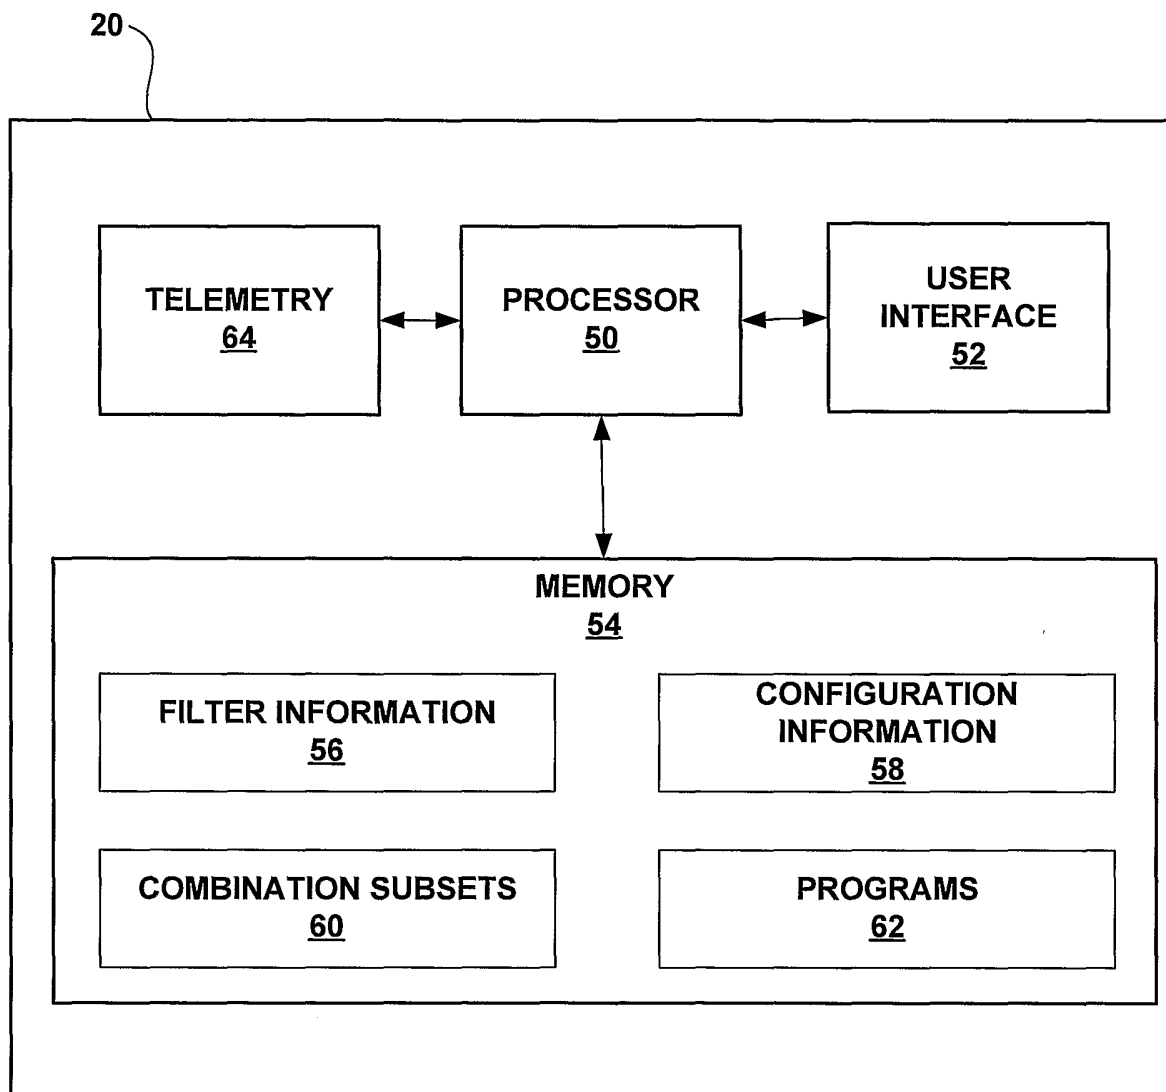 20
TELEMETRY
64
PROCESSOR
50
USER
INTERFACE
52
MEMORY
54
FILTER INFORMATION
56
CONFIGURATION
INFORMATION
58
COMBINATION SUBSETS
60
PROGRAMS
62